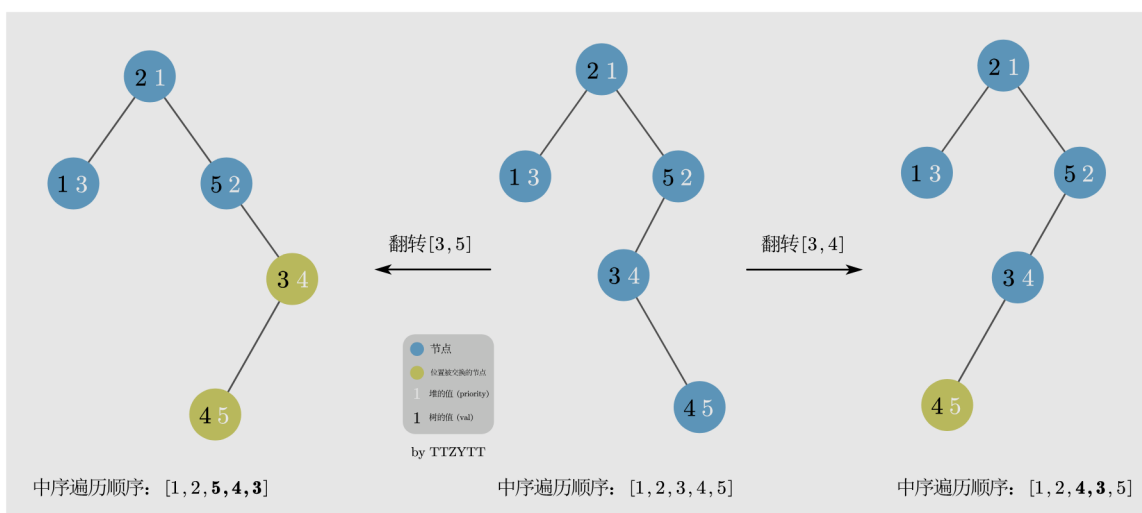 2 1
2 1
2 1
1 3
5 2
1 3
5 2
1 3
5 2
翻转[3, 5]
翻转[3, 4]
3 4
3 4
3 4
节点
位置被交换的节点
1 堆的值 (priority)
1 树的值 (val)
4 5
4 5
4 5
by TTZYTT
中序遍历顺序：[1, 2, 5, 4, 3]
中序遍历顺序：[1, 2, 3, 4, 5]
中序遍历顺序：[1, 2, 4, 3, 5]